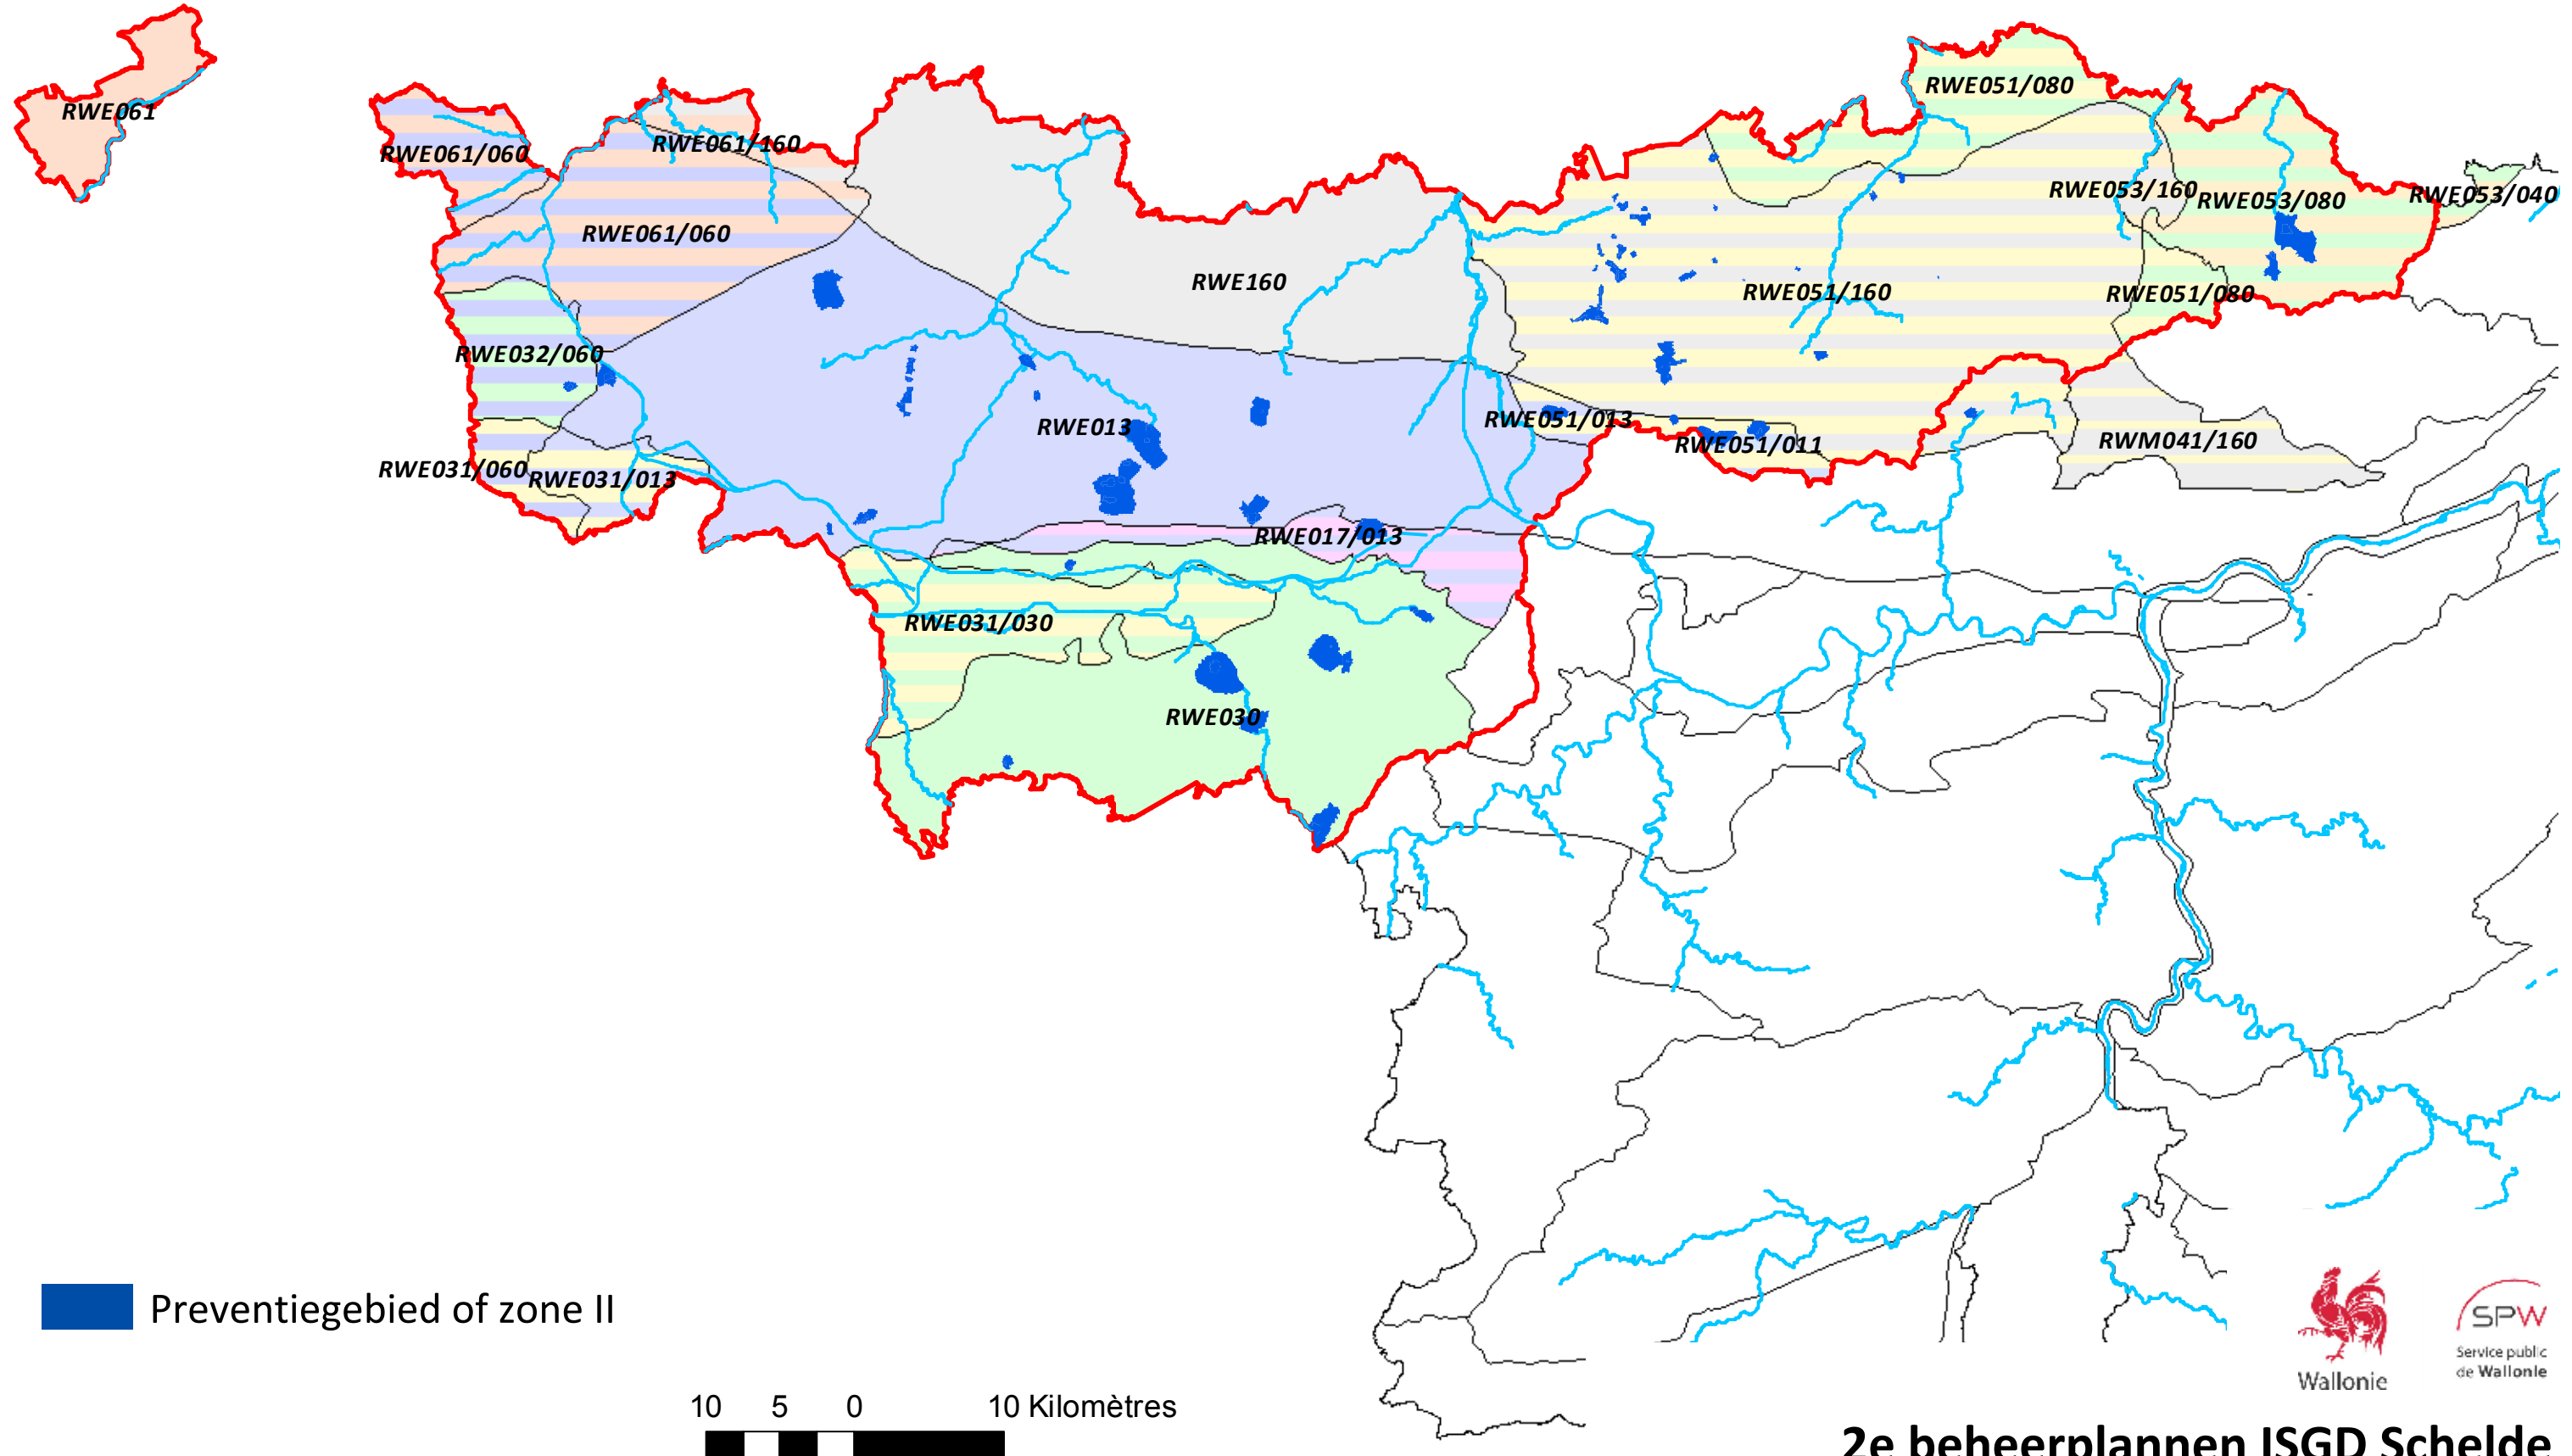 RWE051/080
RWE061
RWE061/160
RWE061/060
RWE053/160
RWE053/080
RWE053/040
RWE061/060
RWE160
RWE051/160
RWE051/080
RWE032/060
RWE013
RWE051/013
RWE051/011
RWM041/160
RWE031/060
RWE031/013
RWE017/013
RWE031/030
RWE030
Preventiegebied of zone II
10 5 0 10 Kilomètres
Wallonie
SPW
Service public
de Wallonie
2e beheerplannen ISGD Schelde